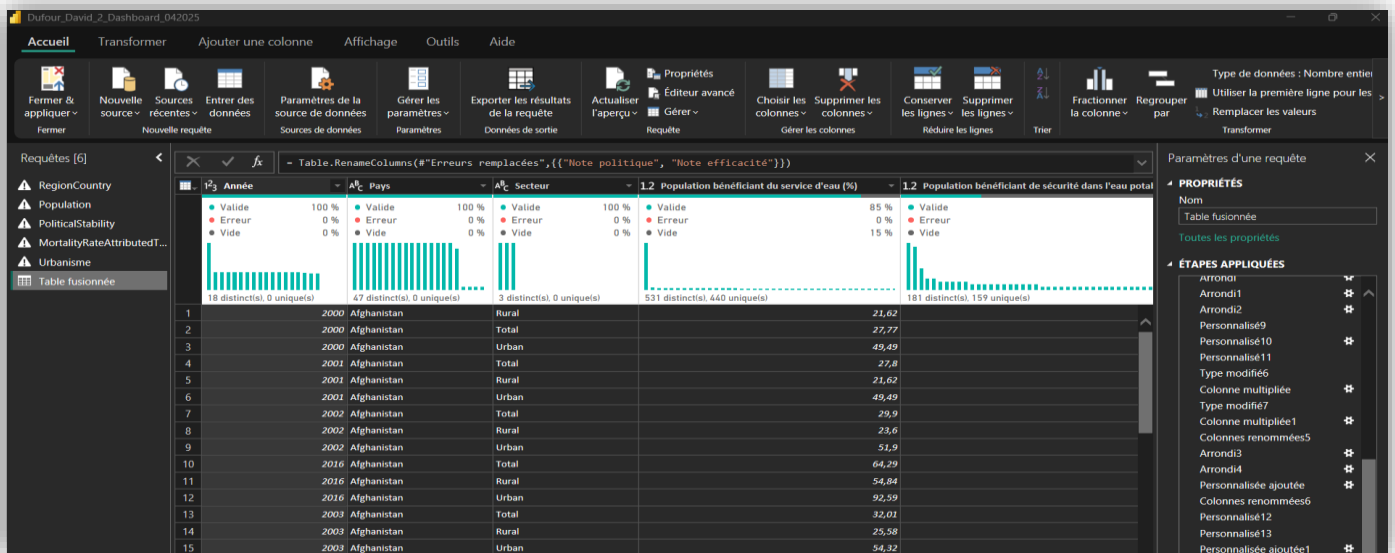 Dufour_David_2_Dashboard_042025
Accueil Transformer Ajouter une colonne Affichage Outils Aide
Fermer & appliquer
Fermer
Nouvelle source
Sources récentes
Entrer des données
Nouvelle requête
Paramètres de la source de données
Sources de données
Gérer les paramètres
Paramètres
Exporter les résultats de la requête
Données de sortie
Actualiser l'aperçu
Propriétés
Éditeur avancé
Gérer
Requête
Choisir les colonnes
Supprimer les colonnes
Gérer les colonnes
Conserver les lignes
Supprimer les lignes
Réduire les lignes
Trier
Fractionner la colonne
Regrouper par
Type de données : Nombre entier
Utiliser la première ligne pour les
Remplacer les valeurs
Transformer
Requêtes [6]
RegionCountry
Population
PoliticalStability
MortalityRateAttributedT...
Urbanisme
Table fusionnée
fx = Table.RenameColumns(#"Erreurs remplacées",{{"Note politique", "Note efficacité"}})
1²3 Année ABC Pays ABC Secteur 1.2 Population bénéficiant du service d'eau (%) 1.2 Population bénéficiant de sécurité dans l'eau potal
Valide 100 % Valide 100 % Valide 100 % Valide 85 % Valide
Erreur 0 % Erreur 0 % Erreur 0 % Erreur 0 % Erreur
Vide 0 % Vide 0 % Vide 0 % Vide 15 % Vide
18 distinct(s), 0 unique(s) 47 distinct(s), 0 unique(s) 3 distinct(s), 0 unique(s) 531 distinct(s), 440 unique(s) 181 distinct(s), 159 unique(s)
1 2000 Afghanistan Rural 21,62
2 2000 Afghanistan Total 27,77
3 2000 Afghanistan Urban 49,49
4 2001 Afghanistan Total 27,8
5 2001 Afghanistan Rural 21,62
6 2001 Afghanistan Urban 49,49
7 2002 Afghanistan Total 29,9
8 2002 Afghanistan Rural 23,6
9 2002 Afghanistan Urban 51,9
10 2016 Afghanistan Total 64,29
11 2016 Afghanistan Rural 54,84
12 2016 Afghanistan Urban 92,59
13 2003 Afghanistan Total 32,01
14 2003 Afghanistan Rural 25,58
15 2003 Afghanistan Urban 54,32
Paramètres d'une requête
PROPRIÉTÉS
Nom
Table fusionnée
Toutes les propriétés
ÉTAPES APPLIQUÉES
Arrondi
Arrondi1
Arrondi2
Personnalisé9
Personnalisé10
Personnalisé11
Type modifié6
Colonne multipliée
Type modifié7
Colonne multipliée1
Colonnes renommées5
Arrondi3
Arrondi4
Personnalisée ajoutée
Colonnes renommées6
Personnalisé12
Personnalisé13
Personnalisée ajoutée1